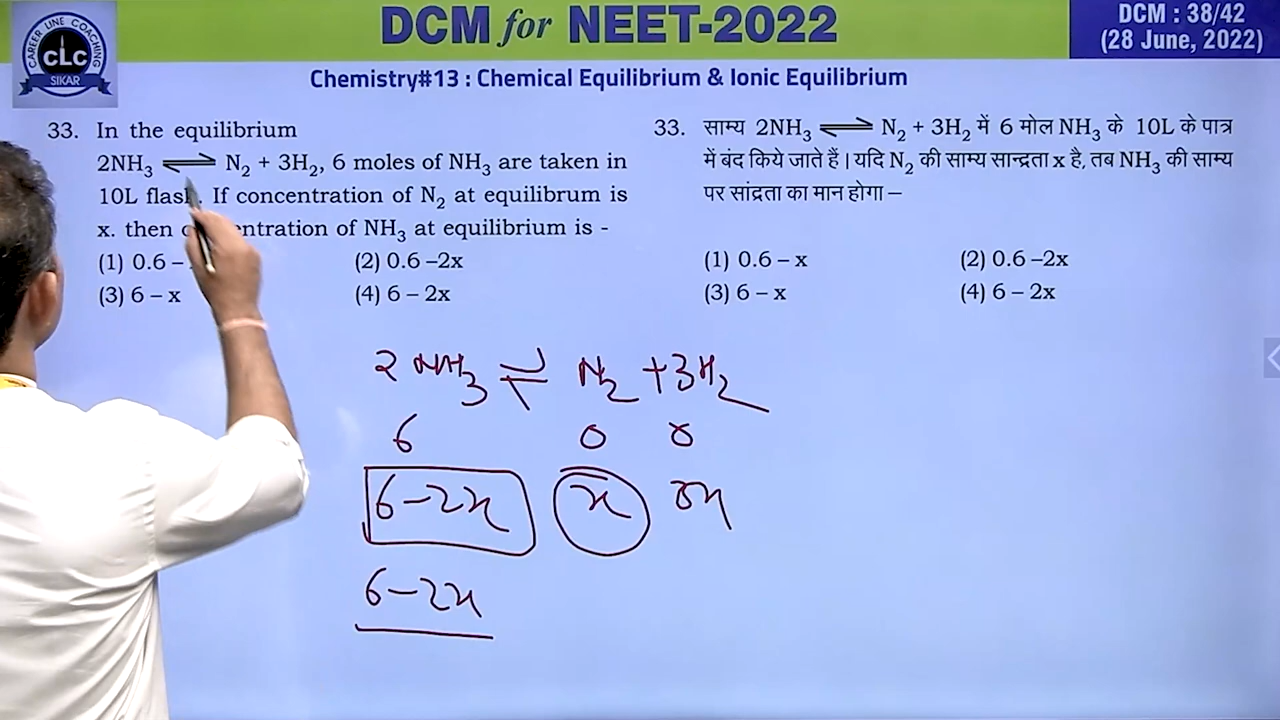 CAREER LINE COACHING
CLC
SIKAR
DCM for NEET-2022
DCM : 38/42
(28 June, 2022)
Chemistry#13 : Chemical Equilibrium & Ionic Equilibrium
33. In the equilibrium
2NH₃ ⇌ N₂ + 3H₂, 6 moles of NH₃ are taken in
10L flash. If concentration of N₂ at equilibrum is
x. then entration of NH₃ at equilibrium is -
(1) 0.6 – (2) 0.6 –2x
(3) 6 – x (4) 6 – 2x
33. साम्य 2NH₃ ⇌ N₂ + 3H₂ में 6 मोल NH₃ के 10L के पात्र
में बंद किये जाते हैं। यदि N₂ की साम्य सान्द्रता x है, तब NH₃ की साम्य
पर सांद्रता का मान होगा –
(1) 0.6 – x (2) 0.6 –2x
(3) 6 – x (4) 6 – 2x
2 NH₃ ⇌ N₂ + 3H₂
6 0 0
6-2x x 3x
6-2x